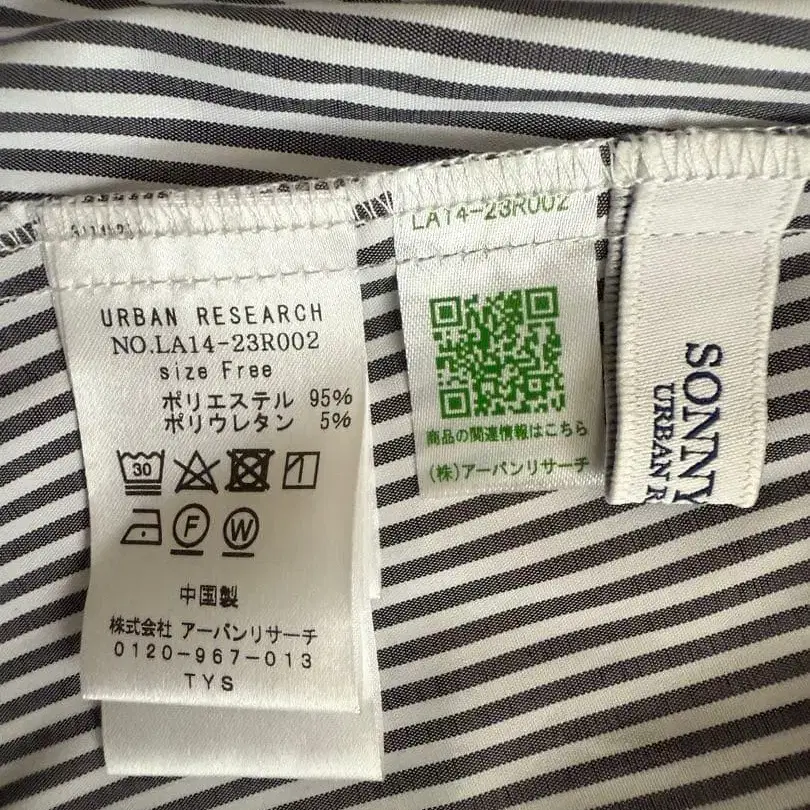 URBAN RESEARCH
NO.LA14-23R002
size Free
ポリエステル 95%
ポリウレタン 5%
30
F W
中国製
株式会社 アーバンリサーチ
0120-967-013
TYS
LA14-23R002
商品の関連情報はこちら
(株)アーバンリサーチ
SONNY
URBAN R